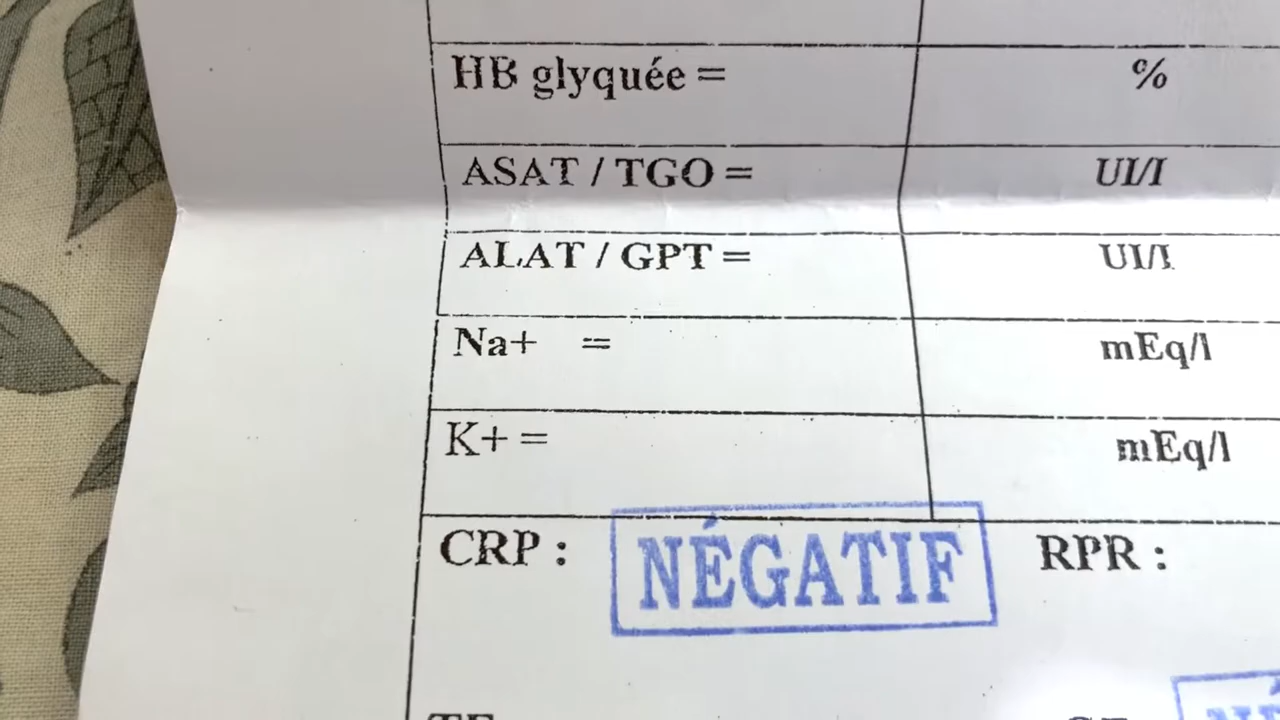 HB glyquée = %
ASAT / TGO = UI/I
ALAT / GPT = UI/I
Na+ = mEq/l
K+ = mEq/l
CRP : NÉGATIF RPR :